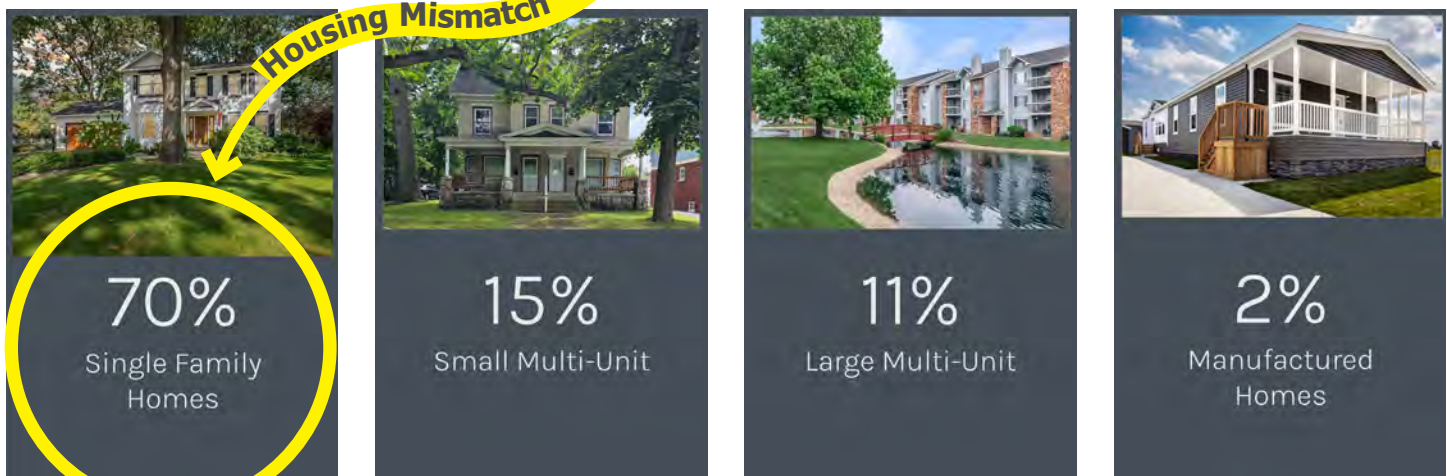 Housing Mismatch
70%
Single Family
Homes
15%
Small Multi-Unit
11%
Large Multi-Unit
2%
Manufactured
Homes